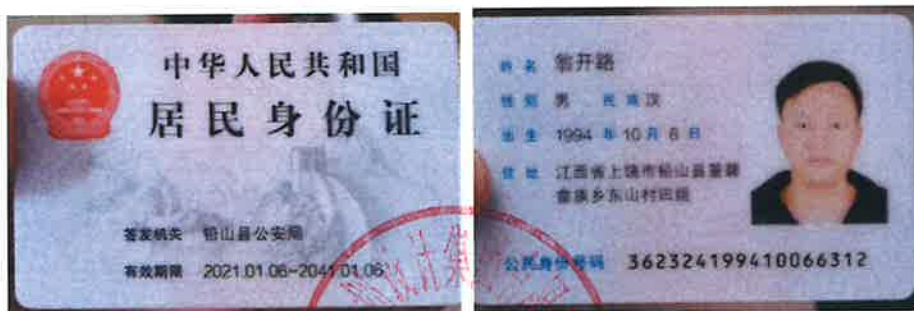 中华人民共和国
居民身份证
签发机关 铅山县公安局
有效期限 2021.01.06-2041.01.06
姓名 翁开路
性别 男 民族 汉
出生 1994 年 10 月 6 日
住址 江西省上饶市铅山县篁碧
畲族乡东山村四组
公民身份号码 362324199410066312